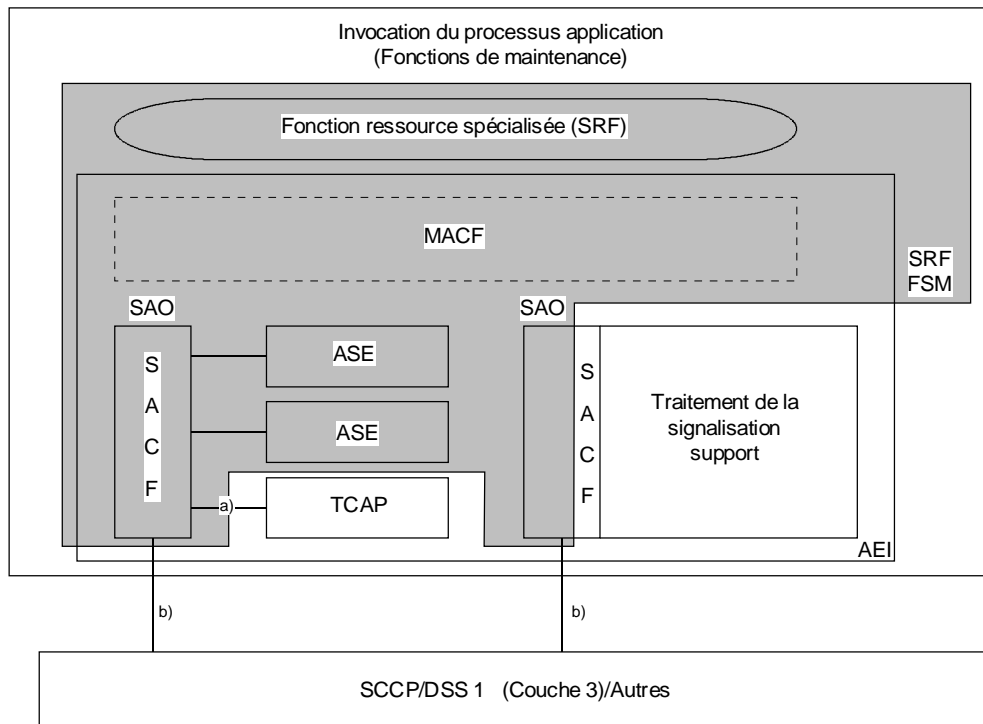 Invocation du processus application
(Fonctions de maintenance)
Fonction ressource spécialisée (SRF)
MACF
SRF
FSM
SAO
SAO
S
A
C
F
ASE
ASE
a)
TCAP
S
A
C
F
Traitement de la
signalisation
support
AEI
b)
b)
SCCP/DSS 1 (Couche 3)/Autres